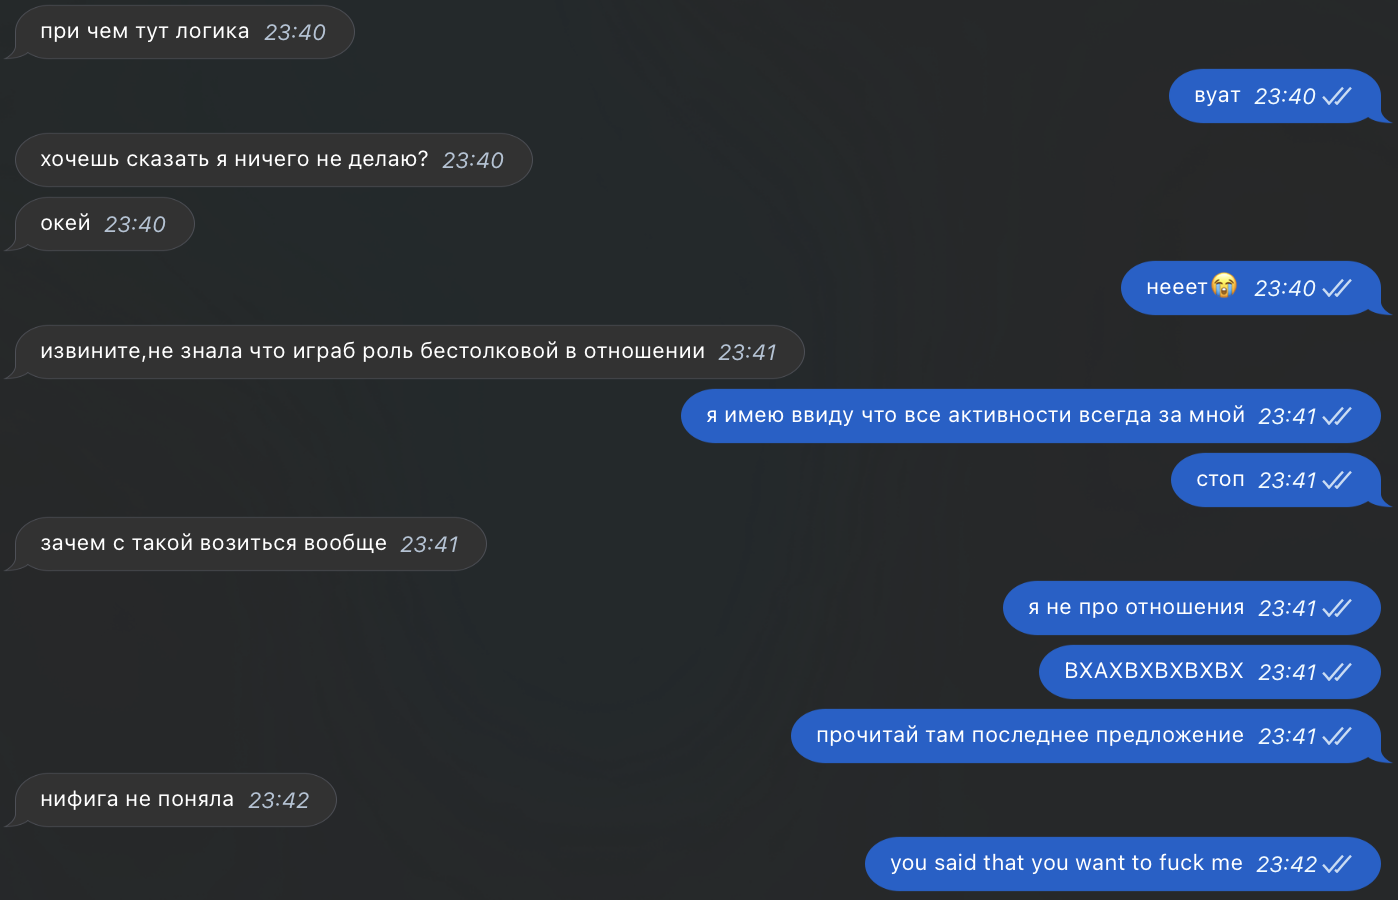 при чем тут логика 23:40
вуат 23:40
хочешь сказать я ничего не делаю? 23:40
окей 23:40
нееет😭 23:40
извините,не знала что играб роль бестолковой в отношении 23:41
я имею ввиду что все активности всегда за мной 23:41
стоп 23:41
зачем с такой возиться вообще 23:41
я не про отношения 23:41
ВХАХВХВХВХВХ 23:41
прочитай там последнее предложение 23:41
нифига не поняла 23:42
you said that you want to fuck me 23:42